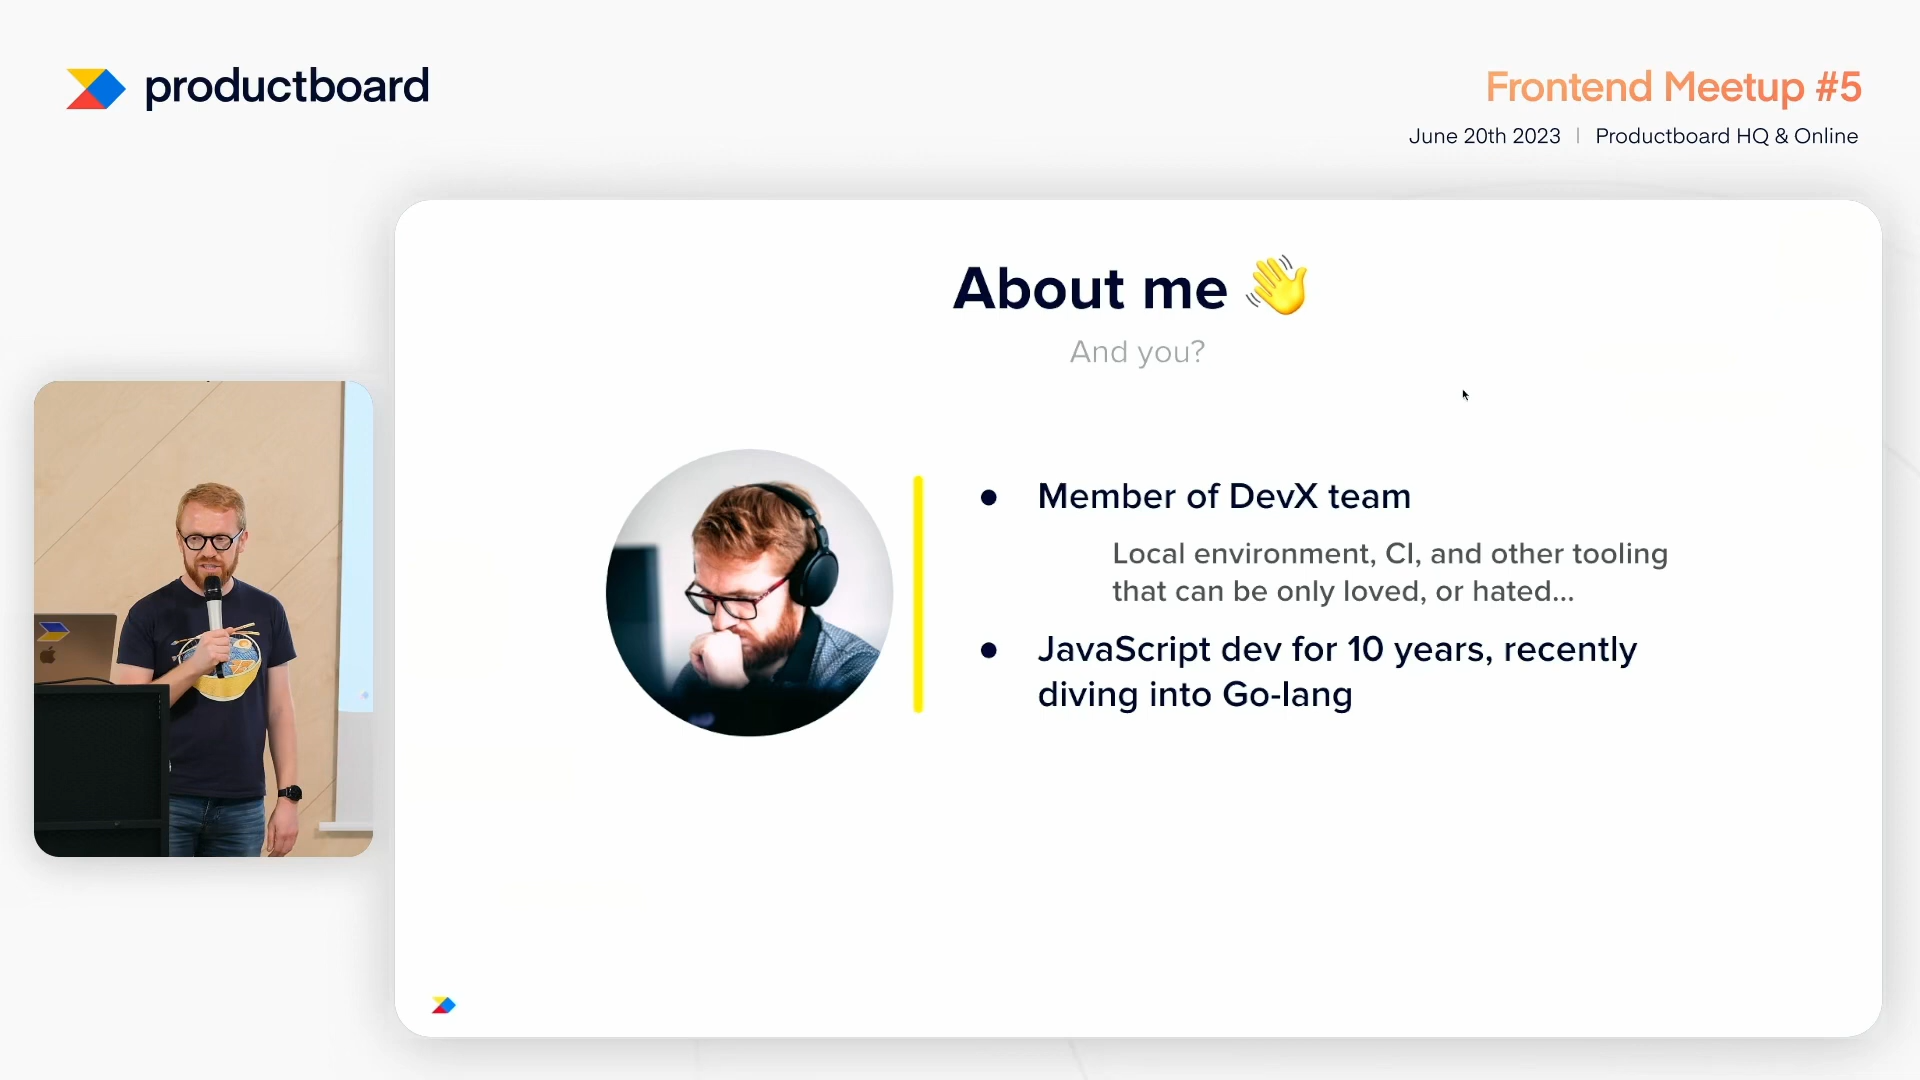 productboard
Frontend Meetup #5
June 20th 2023 | Productboard HQ & Online
About me 👋
And you?
● Member of DevX team
Local environment, CI, and other tooling
that can be only loved, or hated...
● JavaScript dev for 10 years, recently
diving into Go-lang